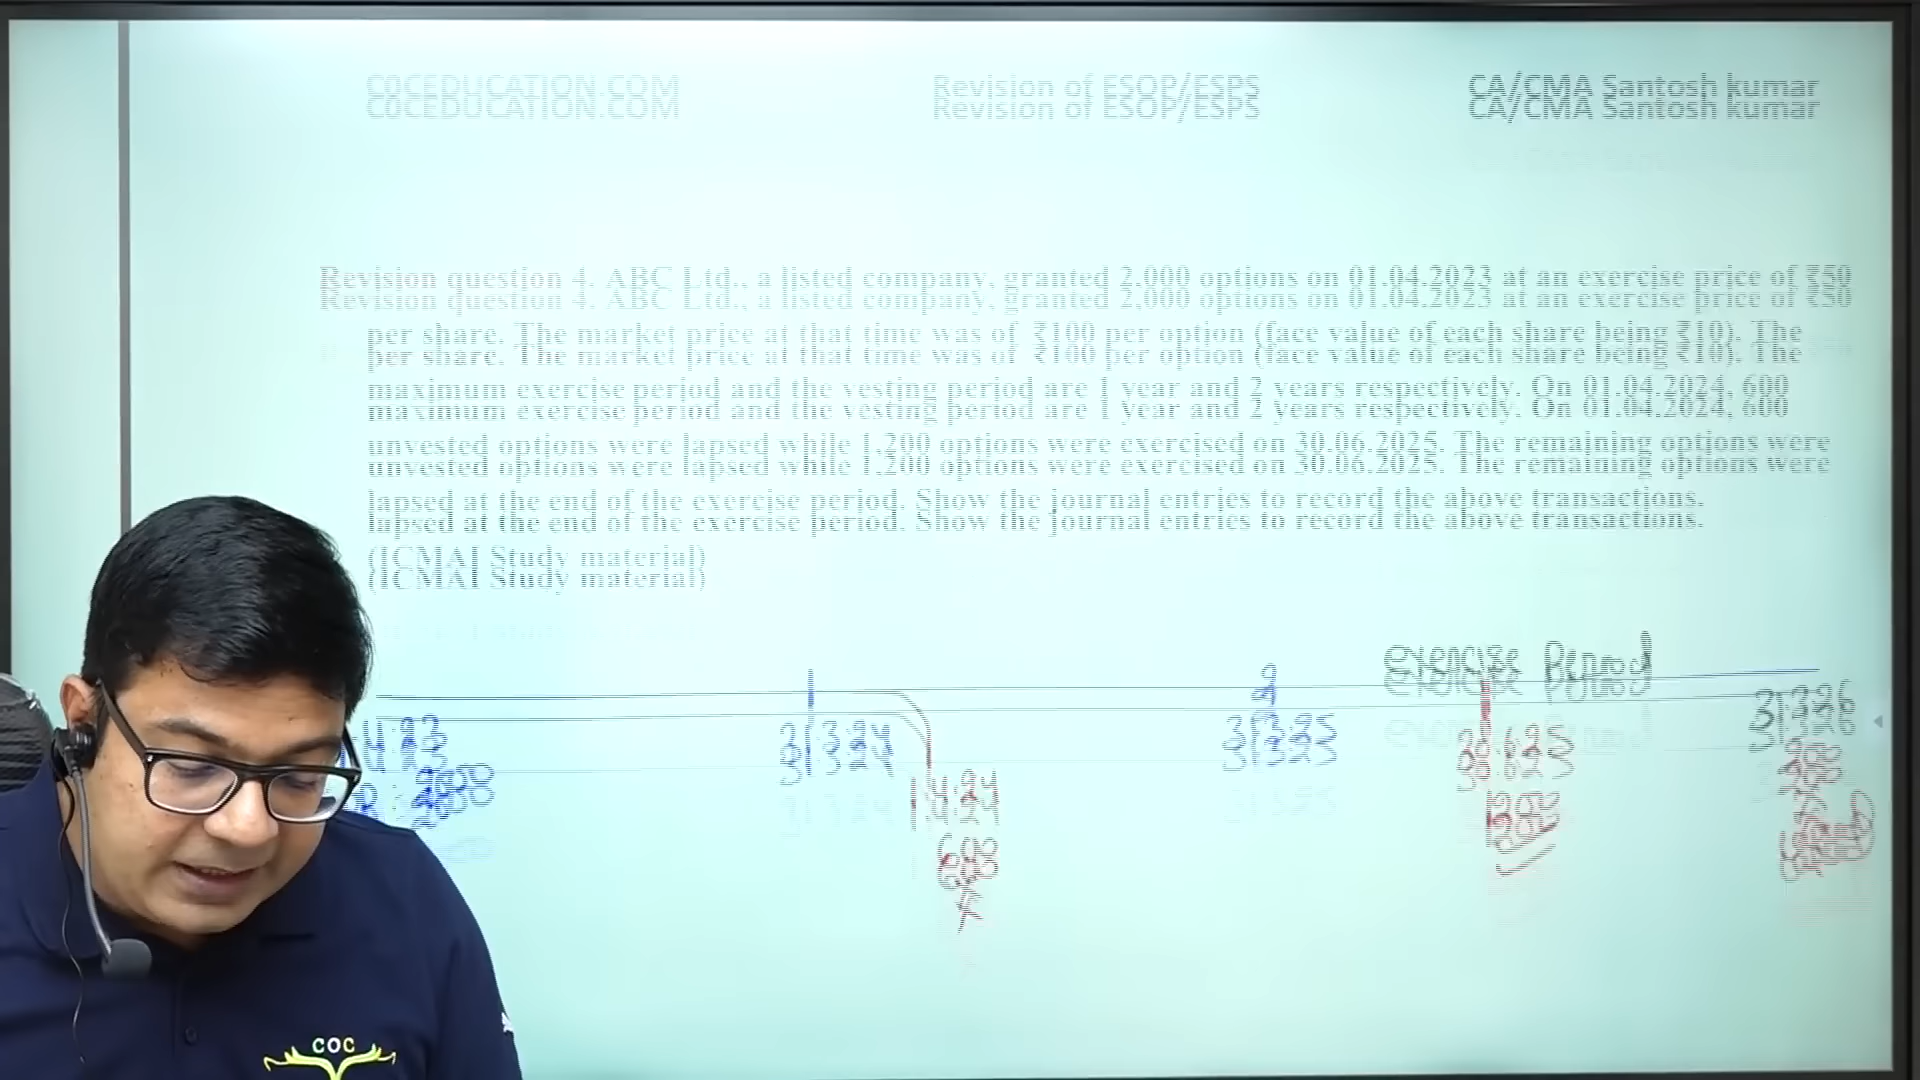 COCEDUCATION.COM Revision of ESOP/ESPS CA/CMA Santosh kumar
Revision question 4. ABC Ltd., a listed company, granted 2,000 options on 01.04.2023 at an exercise price of ₹50
per share. The market price at that time was of ₹100 per option (face value of each share being ₹10). The
maximum exercise period and the vesting period are 1 year and 2 years respectively. On 01.04.2024, 600
unvested options were lapsed while 1,200 options were exercised on 30.06.2025. The remaining options were
lapsed at the end of the exercise period. Show the journal entries to record the above transactions.
(ICMAI Study material)
exercise Period
1 2
4.23 31.3.24 31.3.25 30.6.25 31.3.26
2000 1.4.24 1200 200
600 x
x lapsed
COC